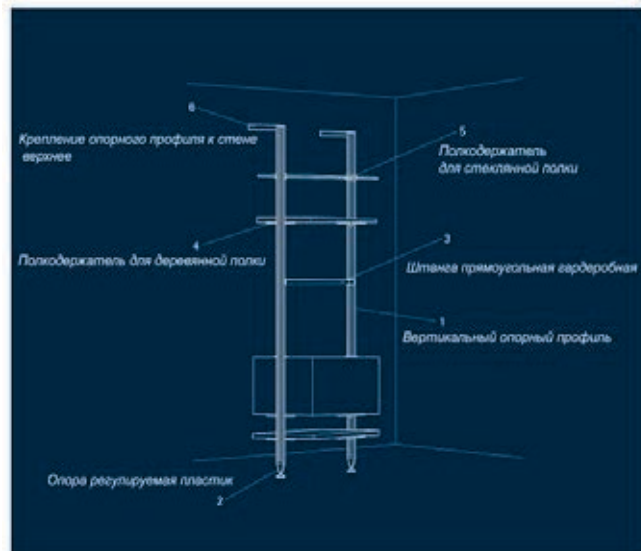 6
Крепление опорного профиля к стене
верхнее
5
Полкодержатель
для стеклянной полки
4
Полкодержатель для деревянной полки
3
Штанга прямоугольная гардеробная
1
Вертикальный опорный профиль
Опора регулируемая пластик
2